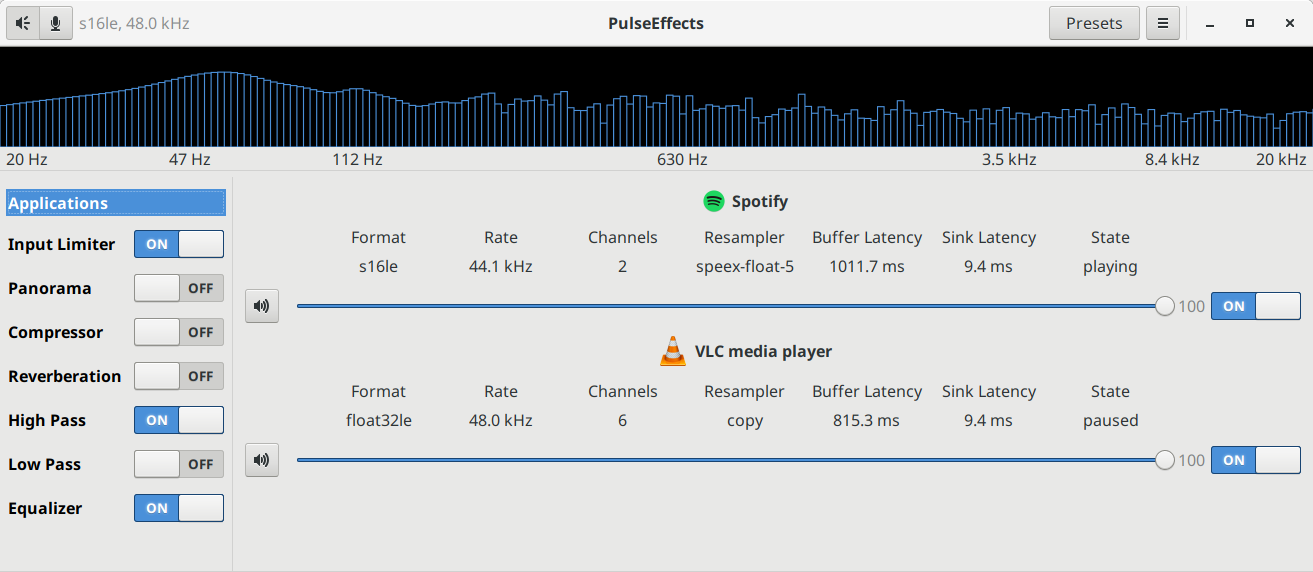 s16le, 48.0 kHz PulseEffects Presets
20 Hz 47 Hz 112 Hz 630 Hz 3.5 kHz 8.4 kHz 20 kHz
Applications
Input Limiter ON
Panorama OFF
Compressor OFF
Reverberation OFF
High Pass ON
Low Pass OFF
Equalizer ON
Spotify
Format Rate Channels Resampler Buffer Latency Sink Latency State
s16le 44.1 kHz 2 speex-float-5 1011.7 ms 9.4 ms playing
100 ON
VLC media player
Format Rate Channels Resampler Buffer Latency Sink Latency State
float32le 48.0 kHz 6 copy 815.3 ms 9.4 ms paused
100 ON